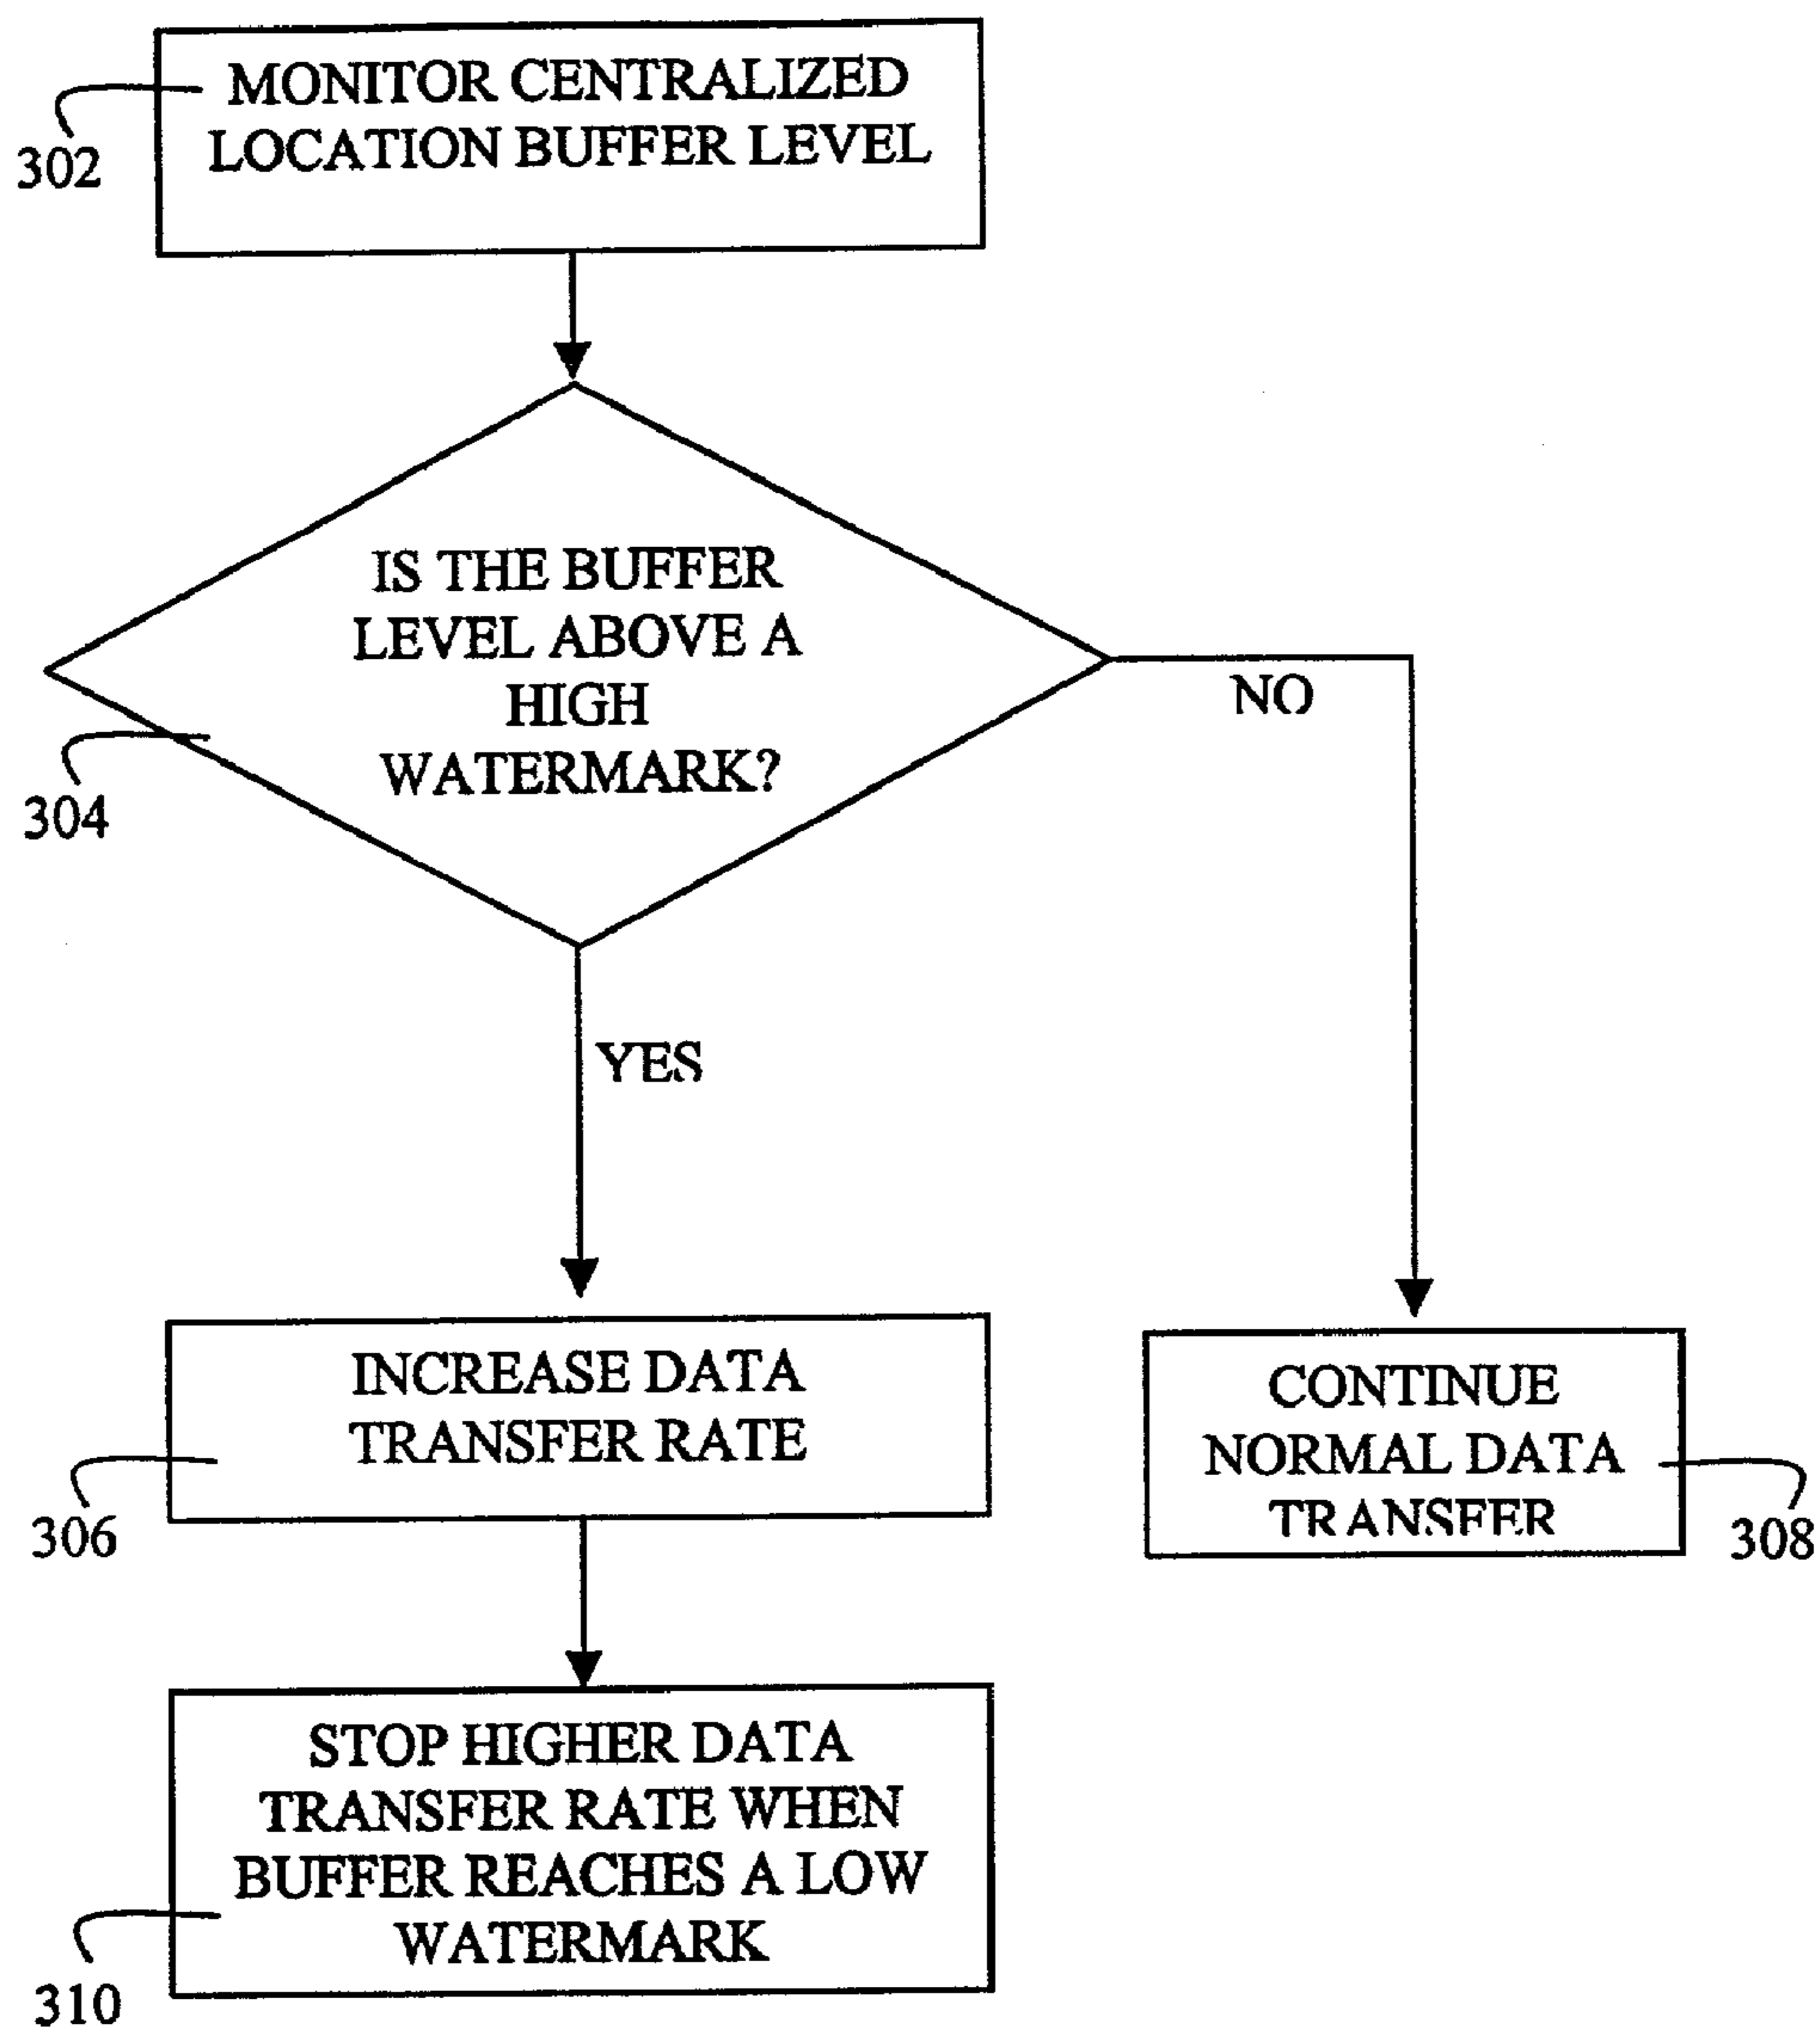 MONITOR CENTRALIZED
LOCATION BUFFER LEVEL
302
IS THE BUFFER
LEVEL ABOVE A
HIGH
WATERMARK?
304
NO
YES
INCREASE DATA
TRANSFER RATE
306
CONTINUE
NORMAL DATA
TRANSFER
308
STOP HIGHER DATA
TRANSFER RATE WHEN
BUFFER REACHES A LOW
WATERMARK
310